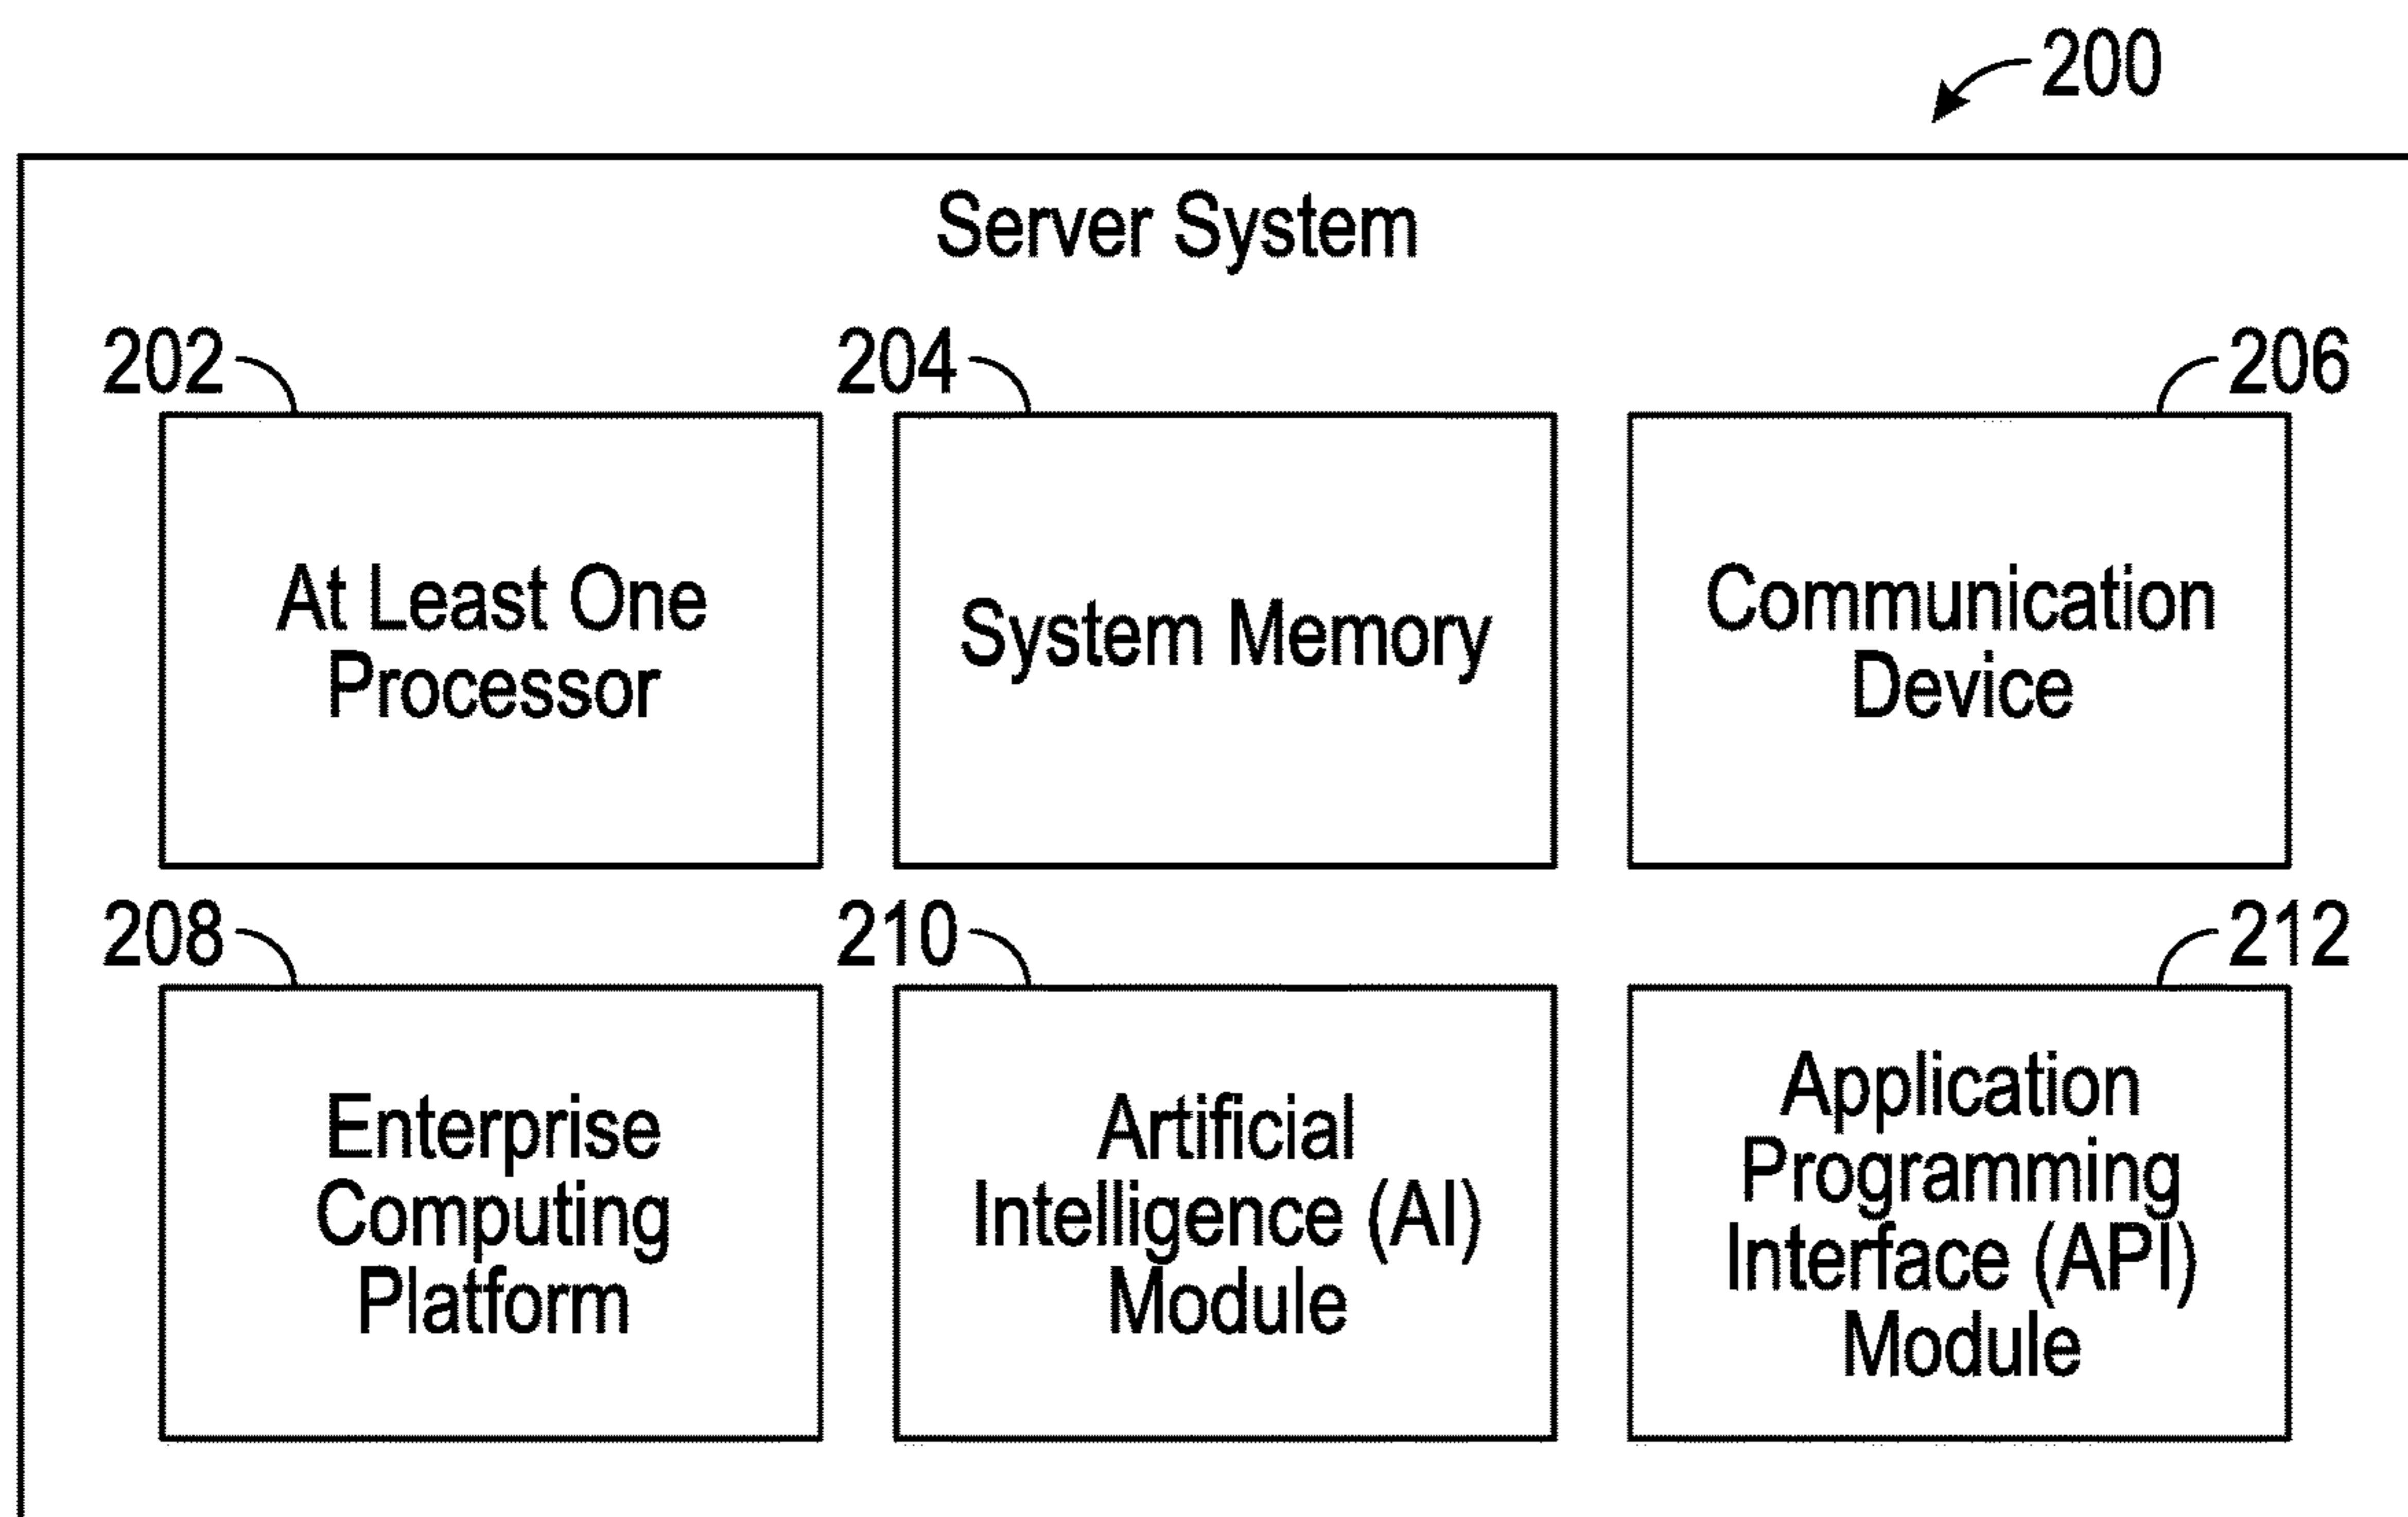 200
Server System
202
204
206
At Least One
Processor
System Memory
Communication
Device
208
210
212
Enterprise
Computing
Platform
Artificial
Intelligence (AI)
Module
Application
Programming
Interface (API)
Module